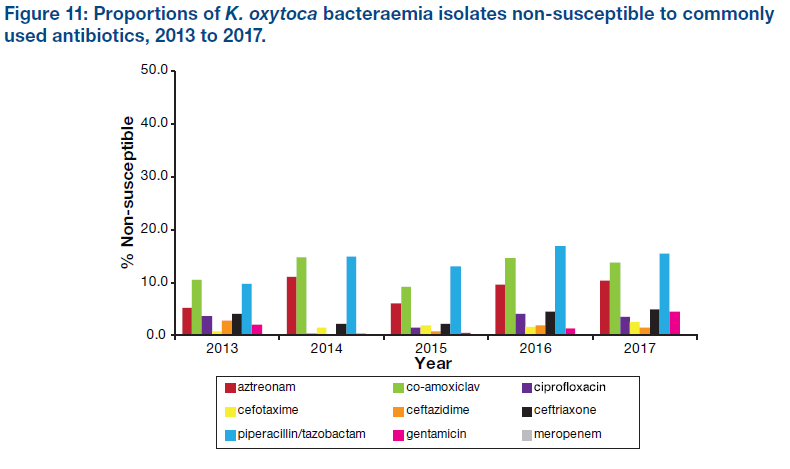 Figure 11: Proportions of K. oxytoca bacteraemia isolates non-susceptible to commonly
used antibiotics, 2013 to 2017.
50.0
40.0
30.0
20.0
10.0
0.0
% Non-susceptible
2013 2014 2015 2016 2017
Year
aztreonam co-amoxiclav ciprofloxacin
cefotaxime ceftazidime ceftriaxone
piperacillin/tazobactam gentamicin meropenem